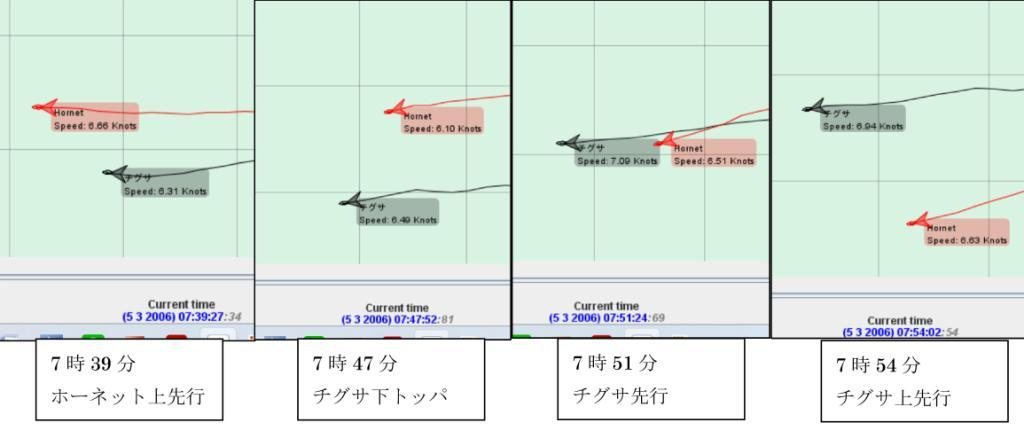 Hornet
Speed: 6.66 Knots
チグサ
Speed: 6.31 Knots
Current time
(5 3 2006) 07:39:27:34
7時39分
ホーネット上先行
Hornet
Speed: 6.10 Knots
チグサ
Speed: 6.49 Knots
Current time
(5 3 2006) 07:47:52:81
7時47分
チグサ下トッパ
チグサ
Speed: 7.09 Knots
Hornet
Speed: 6.51 Knots
Current time
(5 3 2006) 07:51:24:69
7時51分
チグサ先行
チグサ
Speed: 6.94 Knots
Hornet
Speed: 6.63 Knots
Current time
(5 3 2006) 07:54:02:54
7時54分
チグサ上先行